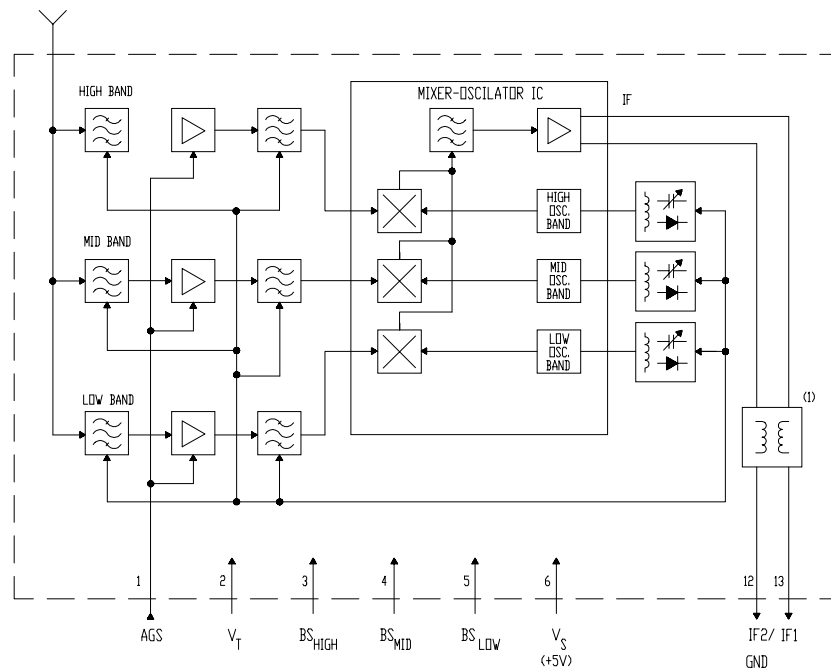 HIGH BAND
MIXER-OSCILATOR IC
IF
HIGH
OSC.
BAND
MID BAND
MID
OSC.
BAND
LOW
OSC.
BAND
LOW BAND
(1)
1
2
3
4
5
6
12
13
AGS
VT
BSHIGH
BSMID
BSLOW
VS
(+5V)
IF2/ IF1
GND